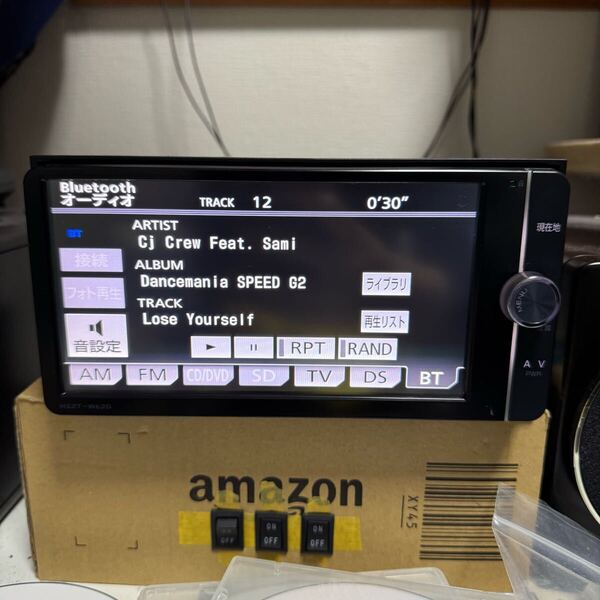 Bluetooth
オーディオ
TRACK 12 0'30"
BT
ARTIST
Cj Crew Feat. Sami
接続
ALBUM
Dancemania SPEED G2
ライブラリ
フォト再生
TRACK
Lose Yourself
再生リスト
音設定
RPT RAND
AM FM CD/DVD SD TV DS BT
現在地
MENU
AV
PWR
NSZT-W62G
amazon
XY45
OFF
ON
OFF
ON
OFF